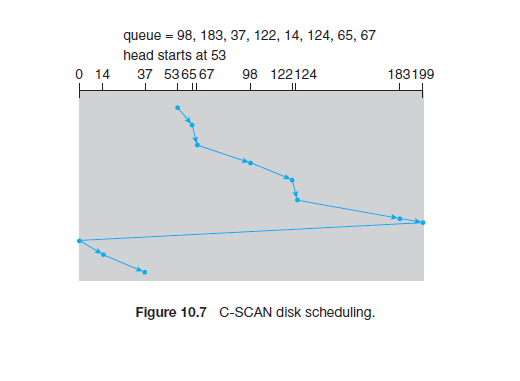 queue = 98, 183, 37, 122, 14, 124, 65, 67
head starts at 53
0 14 37 53 65 67 98 122 124 183 199
Figure 10.7 C-SCAN disk scheduling.